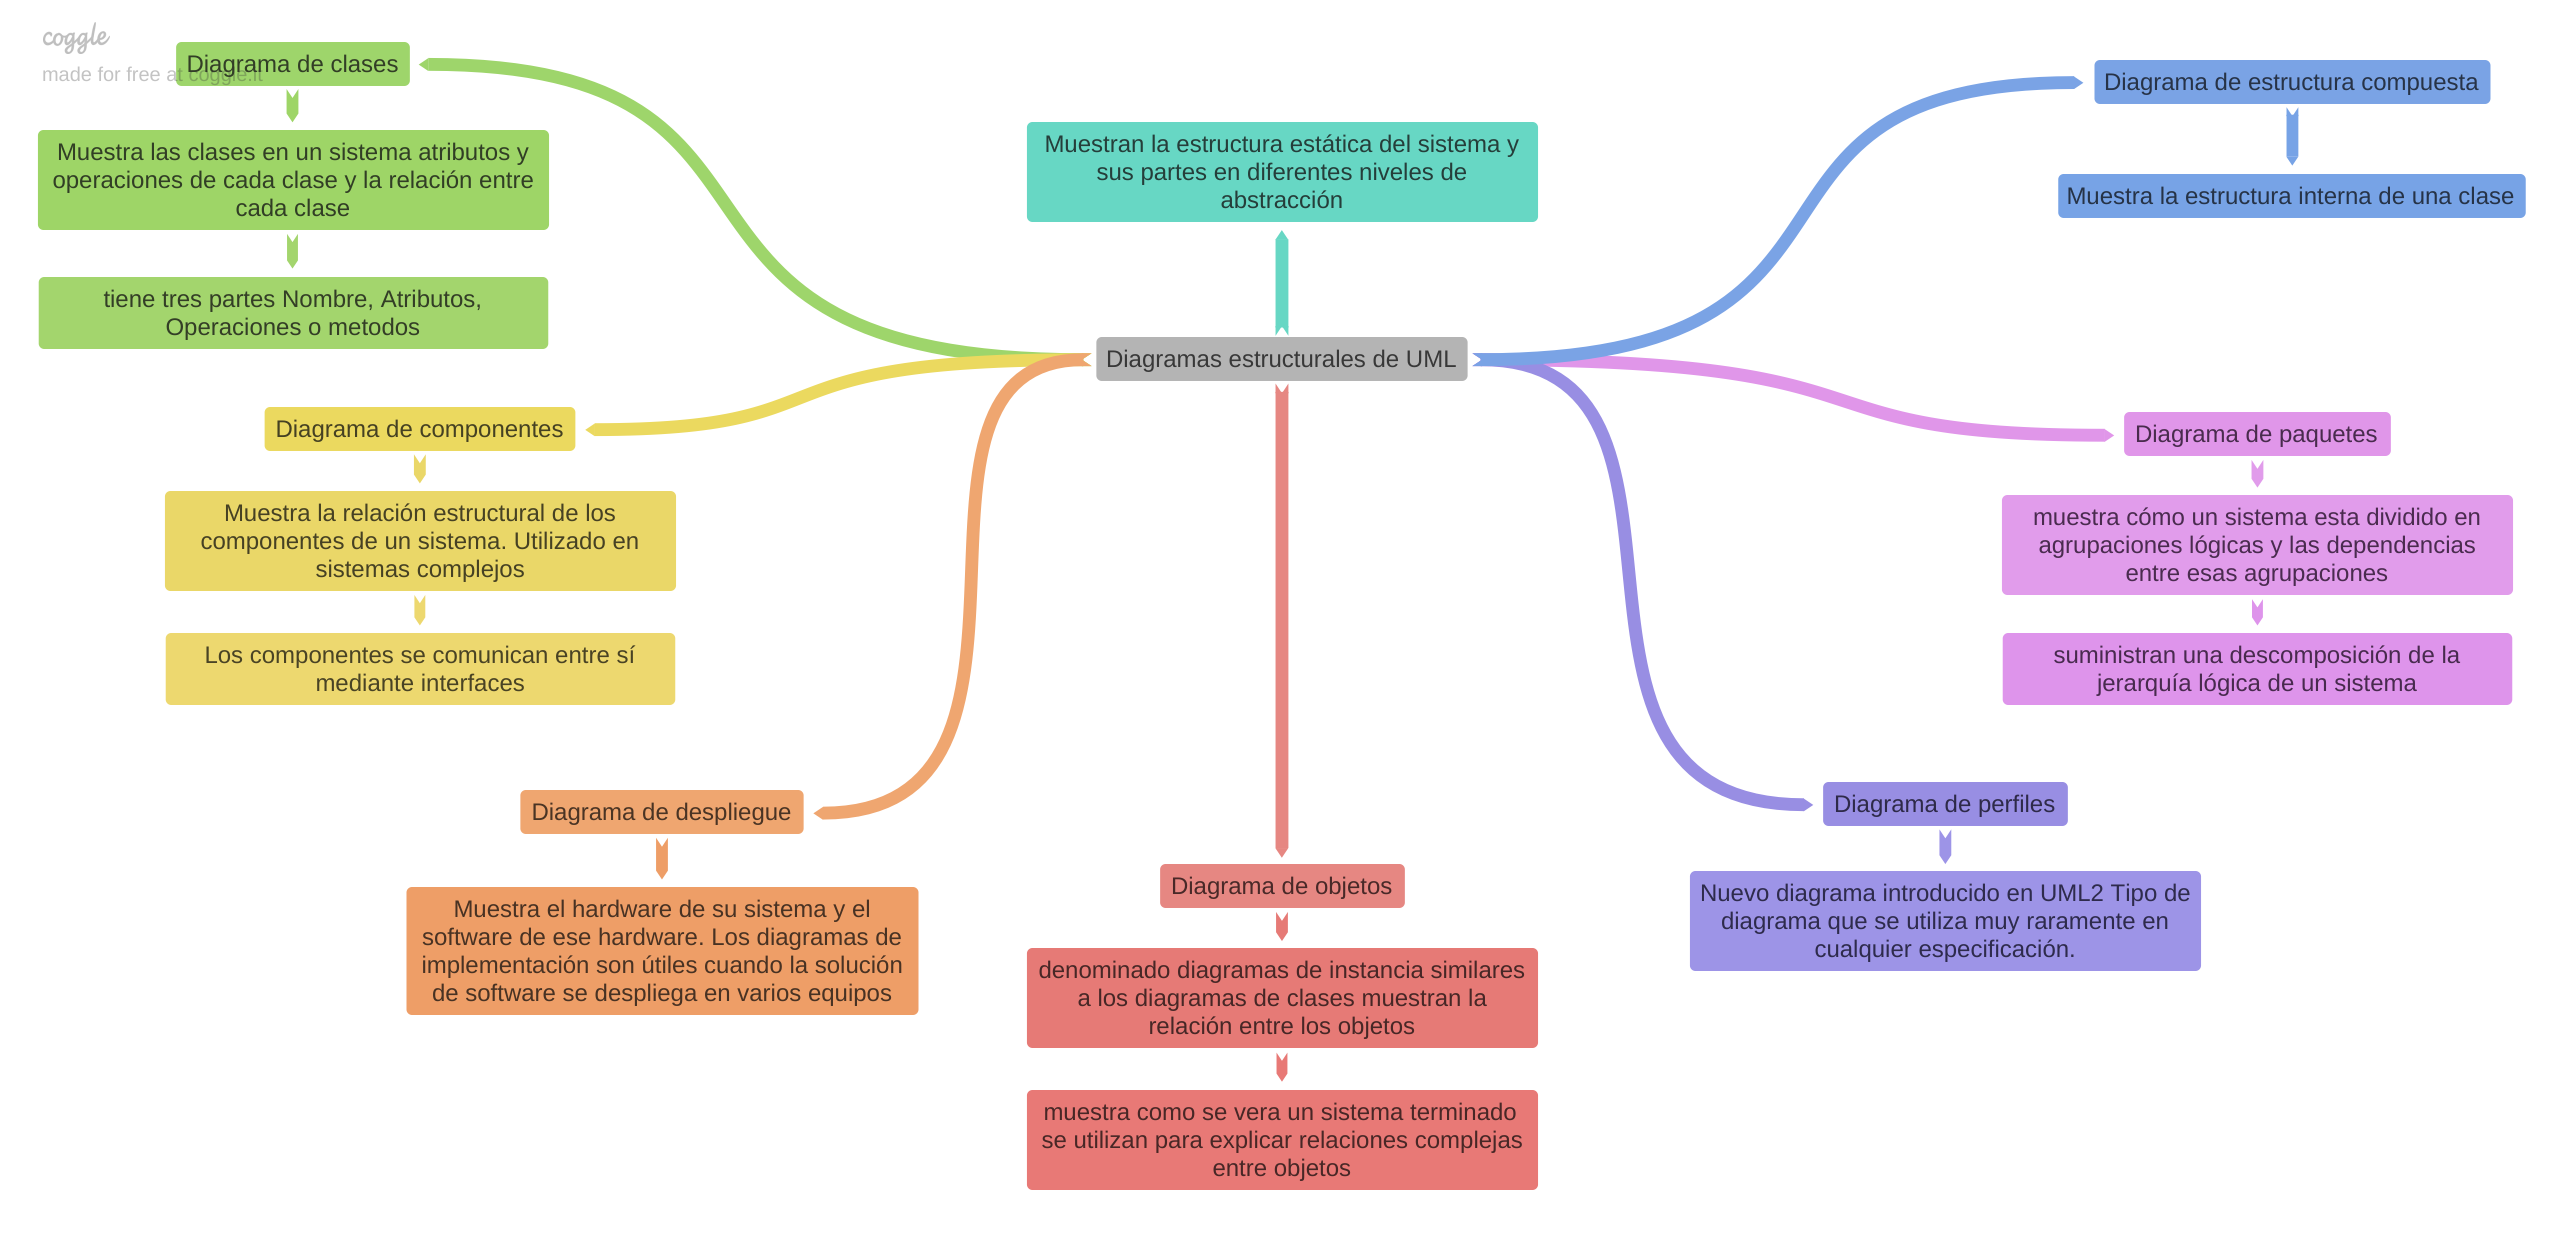 coggle
made for free at coggle.it
Diagrama de clases
Muestra las clases en un sistema atributos y
operaciones de cada clase y la relación entre
cada clase
tiene tres partes Nombre, Atributos,
Operaciones o metodos
Muestran la estructura estática del sistema y
sus partes en diferentes niveles de
abstracción
Diagramas estructurales de UML
Diagrama de estructura compuesta
Muestra la estructura interna de una clase
Diagrama de componentes
Muestra la relación estructural de los
componentes de un sistema. Utilizado en
sistemas complejos
Los componentes se comunican entre sí
mediante interfaces
Diagrama de paquetes
muestra cómo un sistema esta dividido en
agrupaciones lógicas y las dependencias
entre esas agrupaciones
suministran una descomposición de la
jerarquía lógica de un sistema
Diagrama de despliegue
Muestra el hardware de su sistema y el
software de ese hardware. Los diagramas de
implementación son útiles cuando la solución
de software se despliega en varios equipos
Diagrama de objetos
denominado diagramas de instancia similares
a los diagramas de clases muestran la
relación entre los objetos
muestra como se vera un sistema terminado
se utilizan para explicar relaciones complejas
entre objetos
Diagrama de perfiles
Nuevo diagrama introducido en UML2 Tipo de
diagrama que se utiliza muy raramente en
cualquier especificación.